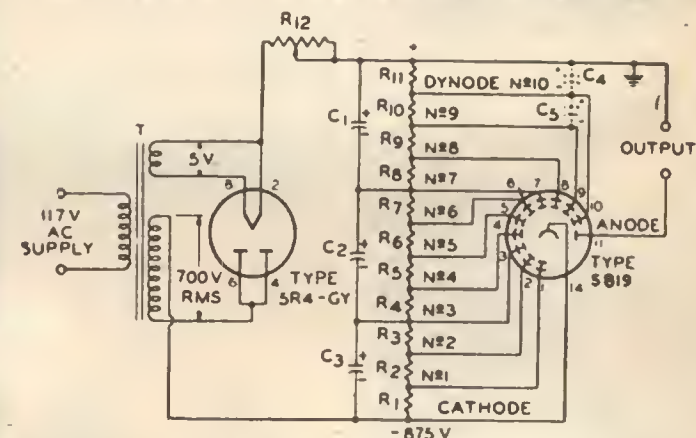 R12
+
R11
DYNODE Nº10
C4
R10
Nº9
C5
C1
+
-
R9
Nº8
OUTPUT
T
5V
8
2
R8
Nº7
6
7
8
9
10
R7
Nº6
5
4
ANODE
11
117V
AC
SUPPLY
700V
RMS
6
4
TYPE
5R4-GY
C2
+
-
R6
Nº5
R5
Nº4
3
TYPE
5819
R4
Nº3
2
1
14
R3
Nº2
C3
+
-
R2
Nº1
R1
CATHODE
-875 V